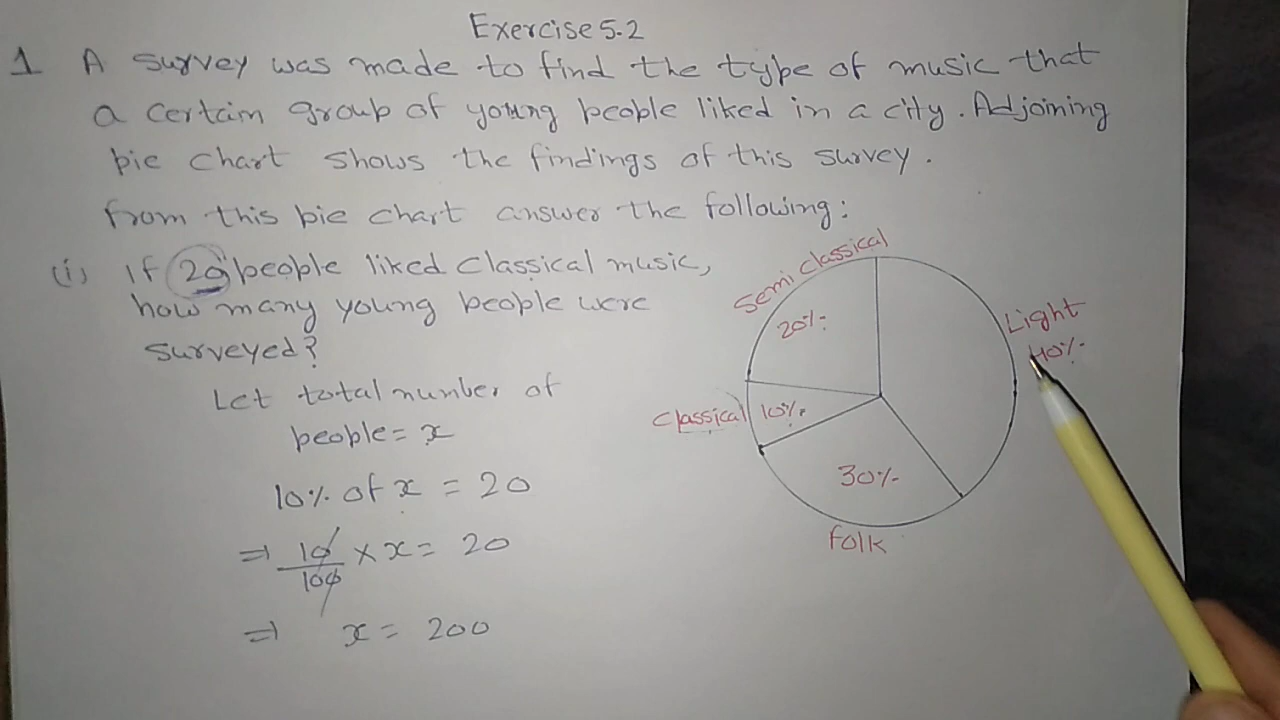 Exercise 5.2
1 A survey was made to find the type of music that
a certain group of young people liked in a city. Adjoining
pie chart shows the findings of this survey.
From this pie chart answer the following:
(i) If 20 people liked classical music,
how many young people were
surveyed?
Let total number of
people = x
10% of x = 20
⇒ 10/100 × x = 20
⇒ x = 200
Semi classical
20%
Light
40%
Classical 10%
30%
Folk